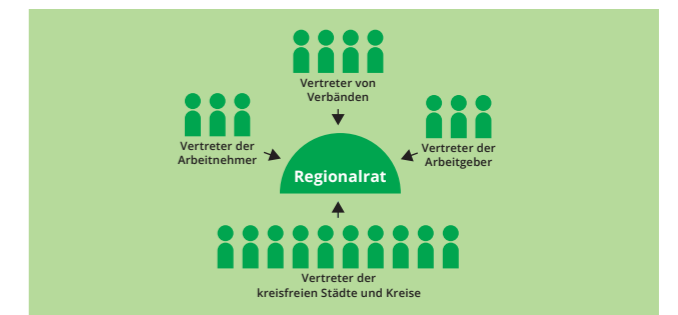 Vertreter von
Verbänden
Vertreter der
Arbeitnehmer
Vertreter der
Arbeitgeber
Regionalrat
Vertreter der
kreisfreien Städte und Kreise